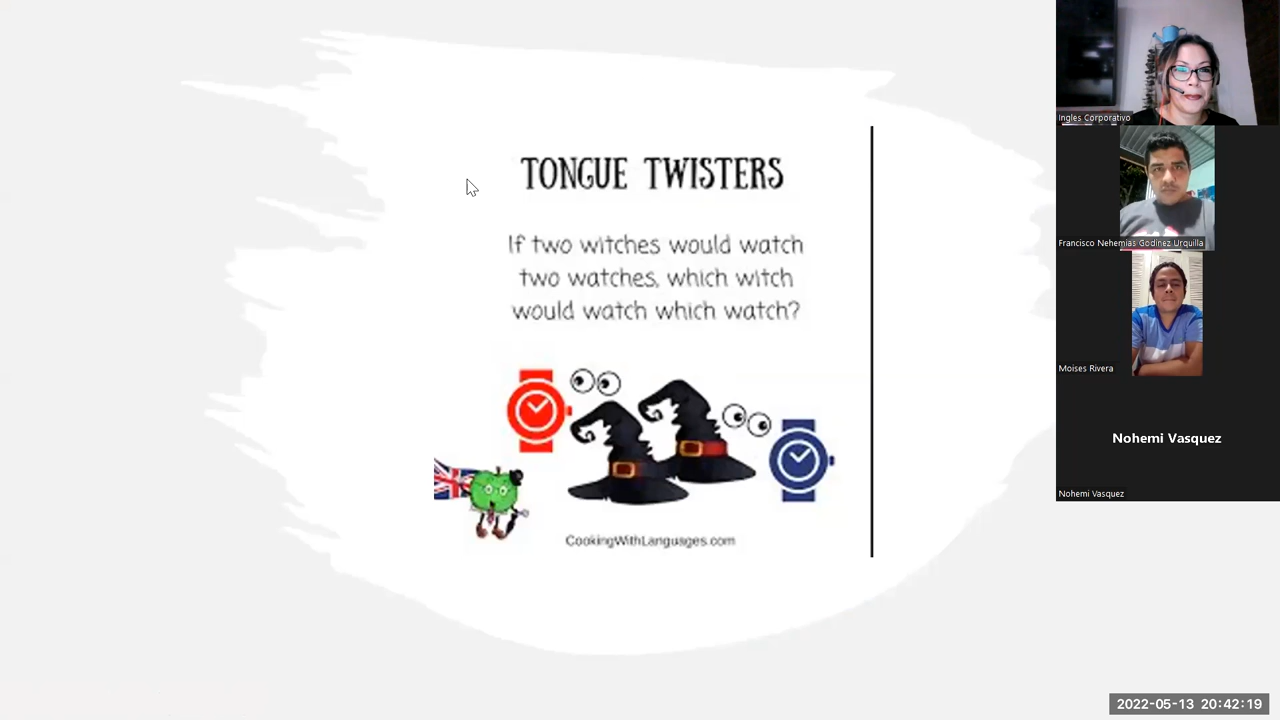 TONGUE TWISTERS
If two witches would watch
two watches, which witch
would watch which watch?
CookingWithLanguages.com
Ingles Corporativo
Francisco Nehemias Godinez Urquilla
Moises Rivera
Nohemi Vasquez
Nohemi Vasquez
2022-05-13 20:42:19